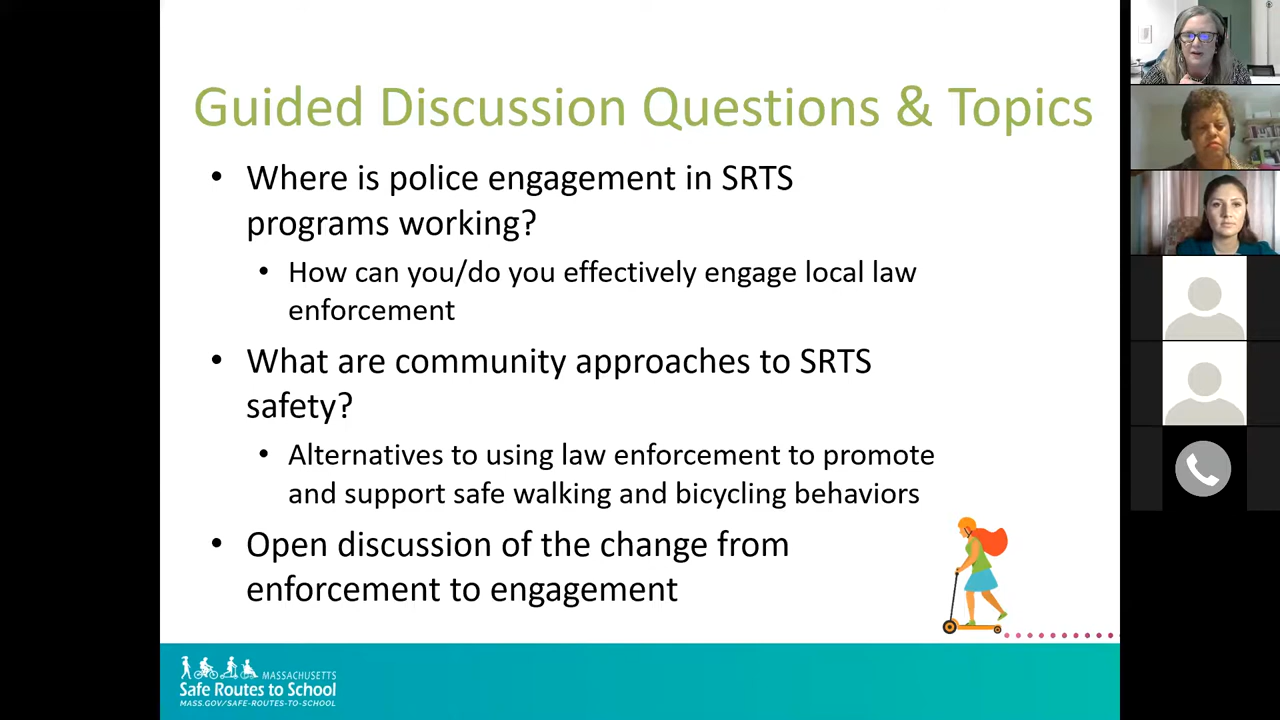 Guided Discussion Questions & Topics
• Where is police engagement in SRTS
programs working?
• How can you/do you effectively engage local law
enforcement
• What are community approaches to SRTS
safety?
• Alternatives to using law enforcement to promote
and support safe walking and bicycling behaviors
• Open discussion of the change from
enforcement to engagement
MASSACHUSETTS
Safe Routes to School
MASS.GOV/SAFE-ROUTES-TO-SCHOOL